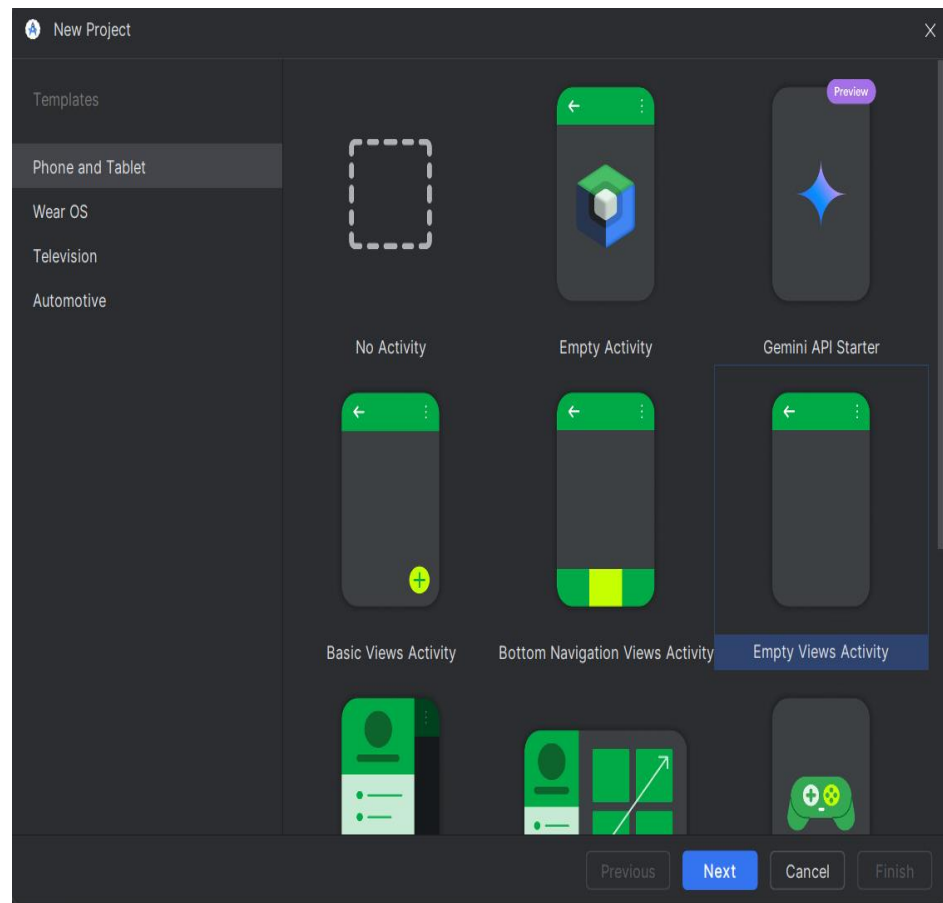 New Project
Templates
Phone and Tablet
Wear OS
Television
Automotive
Preview
No Activity
Empty Activity
Gemini API Starter
Basic Views Activity
Bottom Navigation Views Activity
Empty Views Activity
Previous
Next
Cancel
Finish